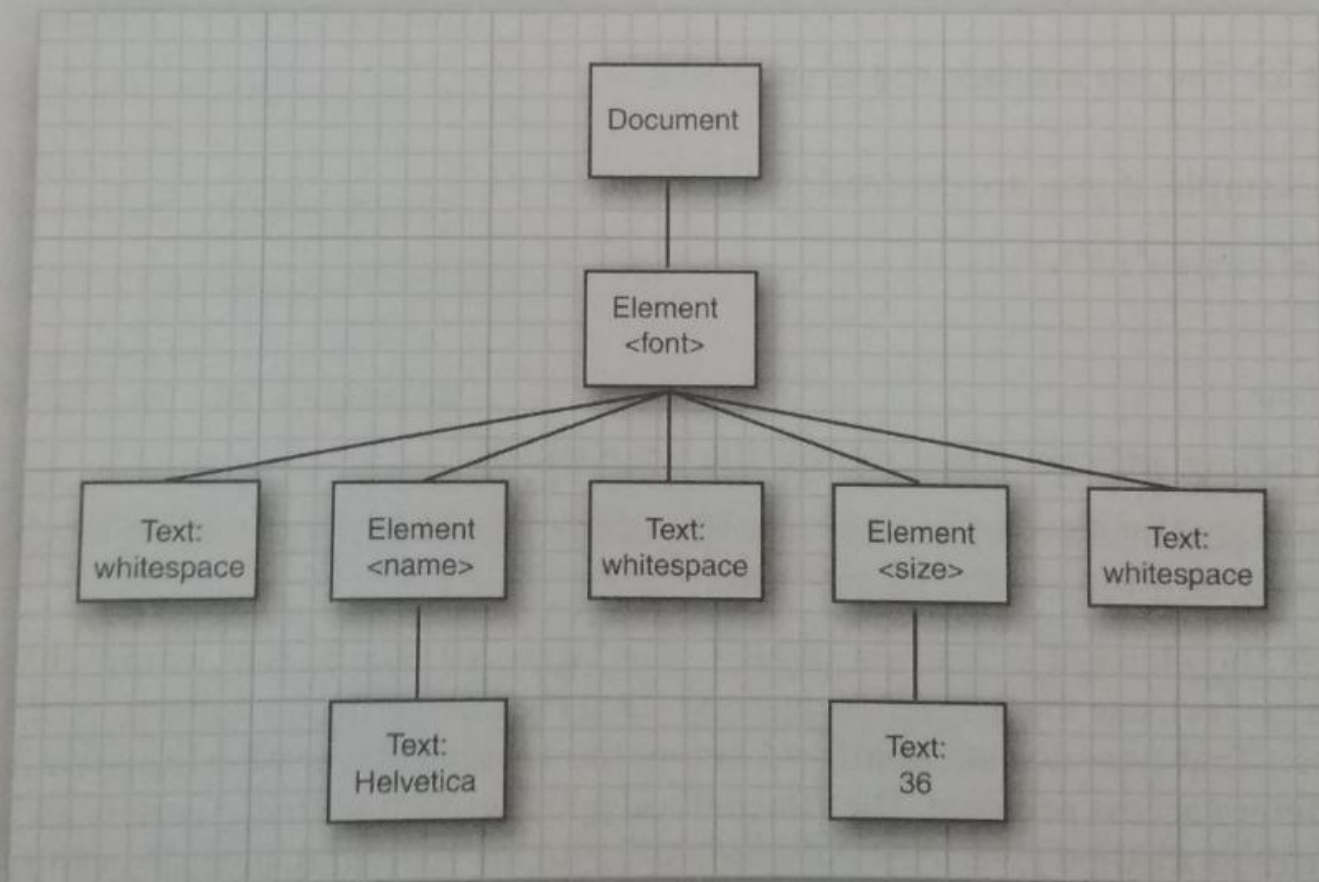 Document
Element
<font>
Text:
whitespace
Element
<name>
Text:
whitespace
Element
<size>
Text:
whitespace
Text:
Helvetica
Text:
36